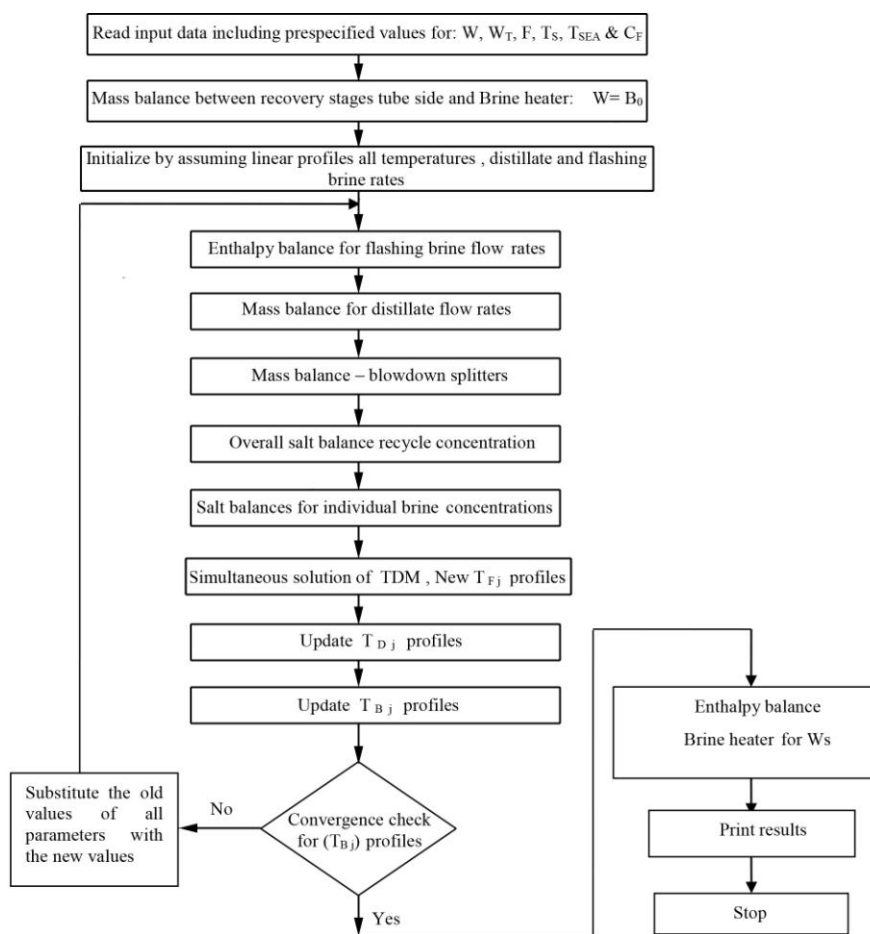 Read input data including prespecified values for: W, W_T, F, T_S, T_SEA & C_F
Mass balance between recovery stages tube side and Brine heater: W= B_0
Initialize by assuming linear profiles all temperatures , distillate and flashing
brine rates
Enthalpy balance for flashing brine flow rates
Mass balance for distillate flow rates
Mass balance – blowdown splitters
Overall salt balance recycle concentration
Salt balances for individual brine concentrations
Simultaneous solution of TDM , New T_F j profiles
Update T_D j profiles
Update T_B j profiles
Convergence check
for (T_B j) profiles
No
Substitute the old
values of all
parameters with
the new values
Yes
Enthalpy balance
Brine heater for Ws
Print results
Stop